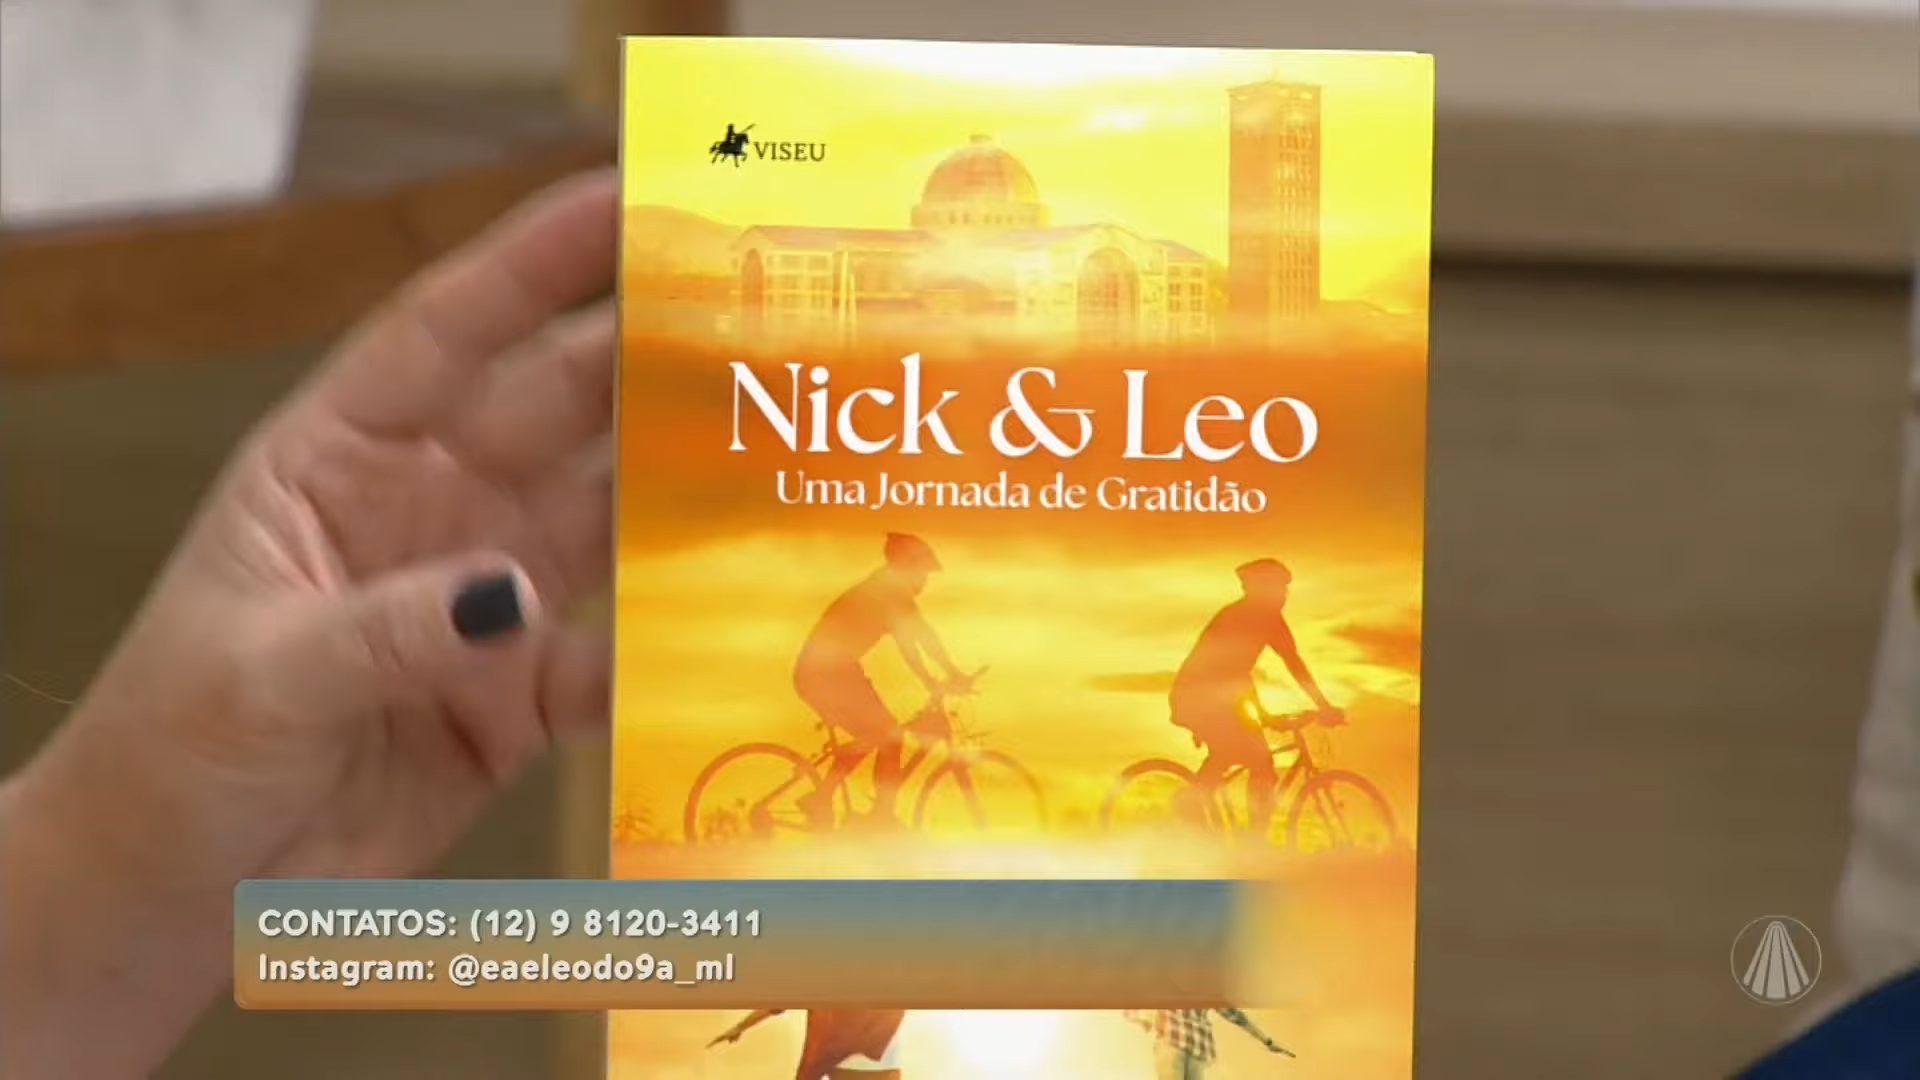 VISEU
Nick & Leo
Uma Jornada de Gratidão
CONTATOS: (12) 9 8120-3411
Instagram: @eaeleodo9a_ml